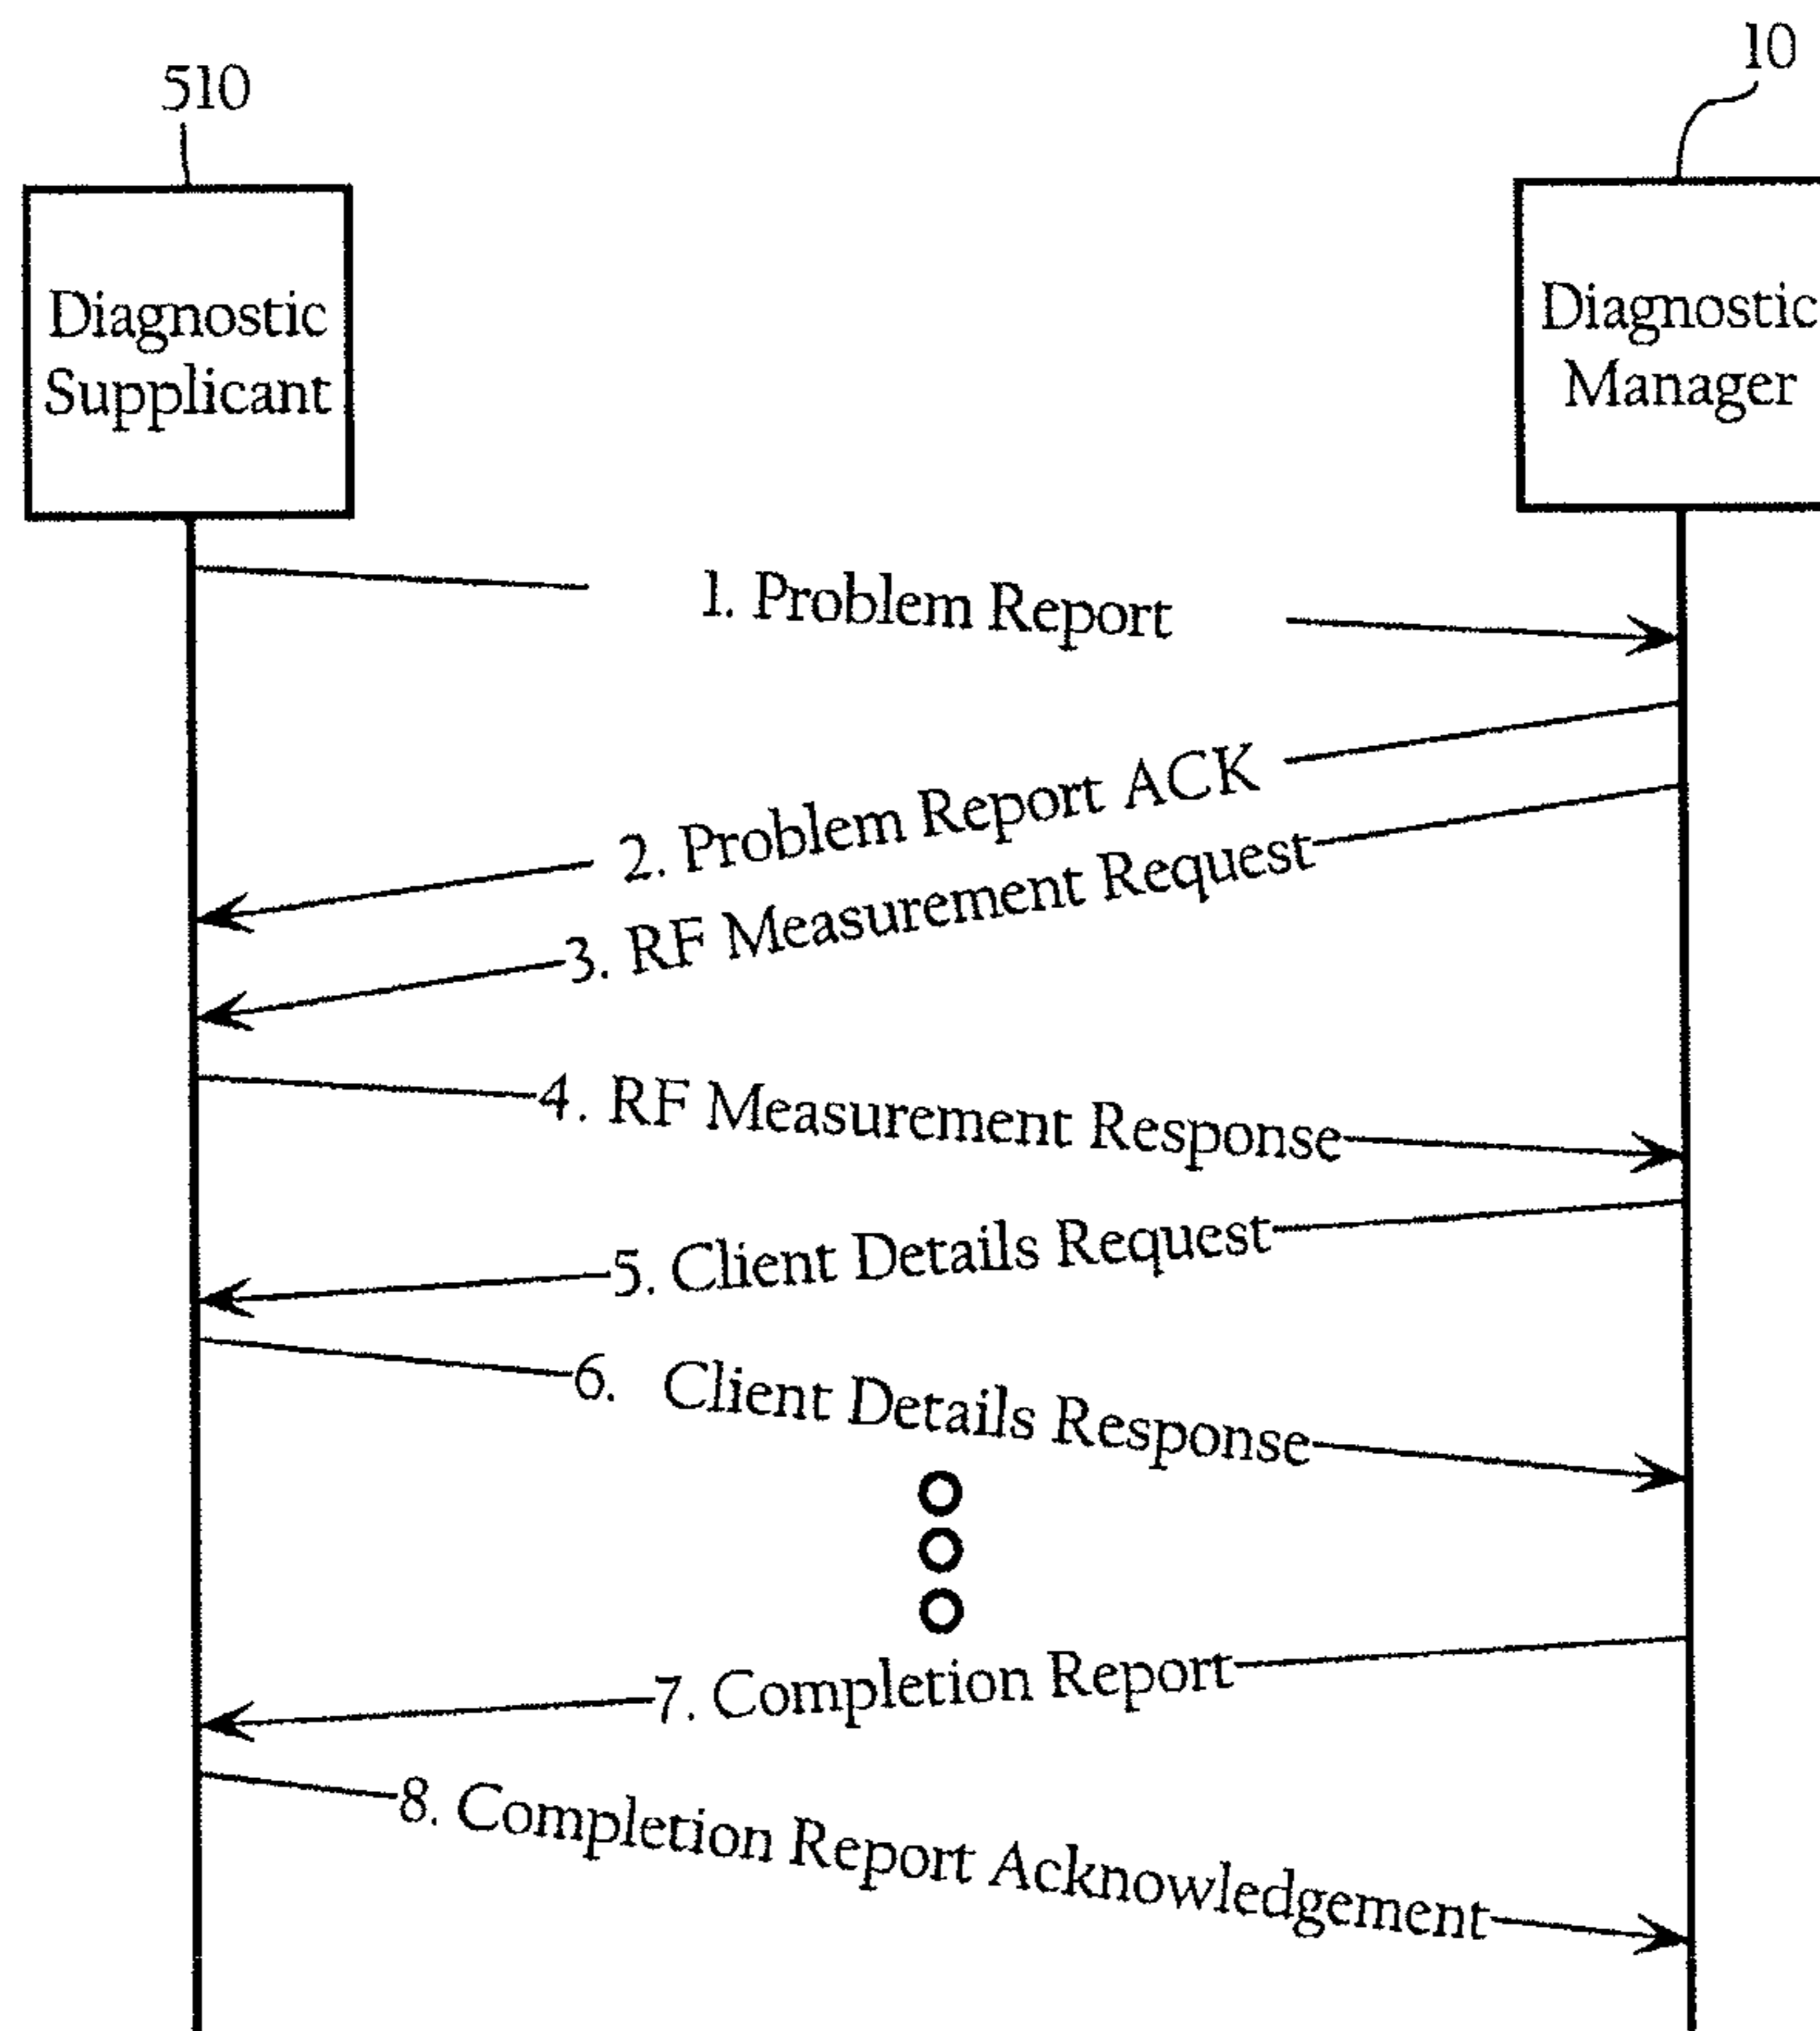 510
10
Diagnostic
Supplicant
Diagnostic
Manager
1. Problem Report
2. Problem Report ACK
3. RF Measurement Request
4. RF Measurement Response
5. Client Details Request
6. Client Details Response
7. Completion Report
8. Completion Report Acknowledgement